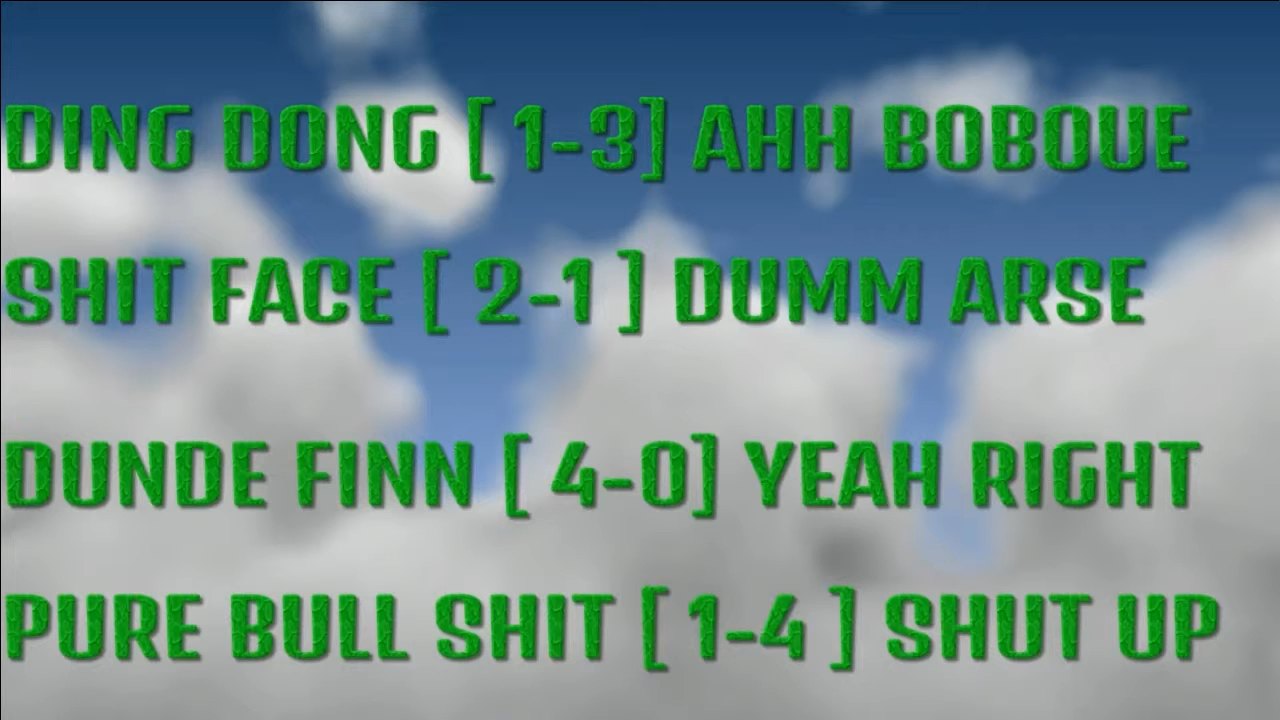 DING DONG [ 1-3] AHH BOBOUE
SHIT FACE [ 2-1 ] DUMM ARSE
DUNDE FINN [ 4-0] YEAH RIGHT
PURE BULL SHIT [ 1-4 ] SHUT UP